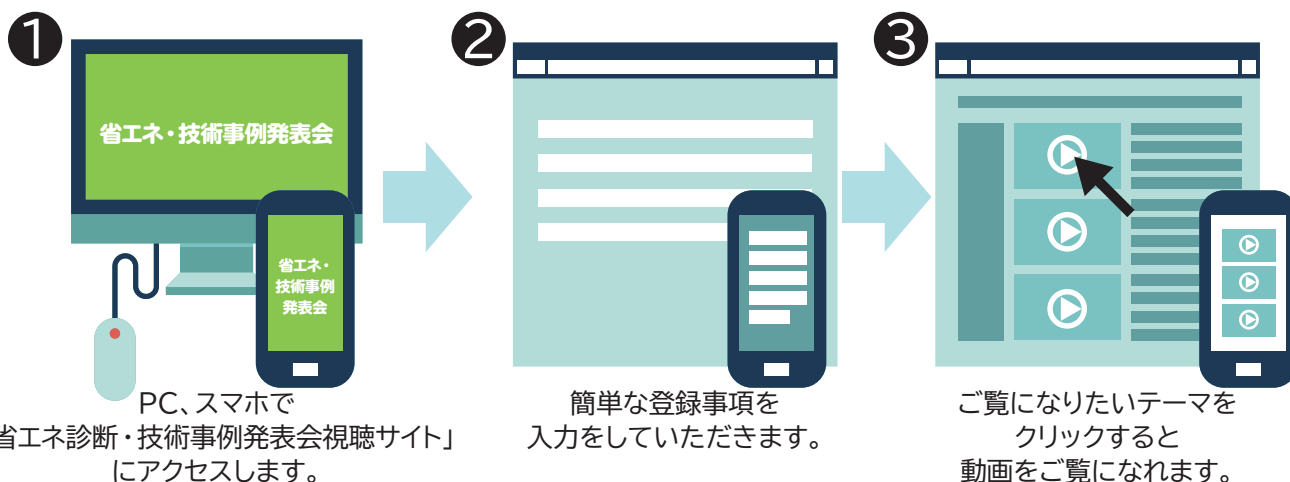 1
省エネ・技術事例発表会
省エネ・
技術事例
発表会
PC、スマホで
省エネ診断・技術事例発表会視聴サイト」
にアクセスします。
2
簡単な登録事項を
入力をしていただきます。
3
ご覧になりたいテーマを
クリックすると
動画をご覧になれます。